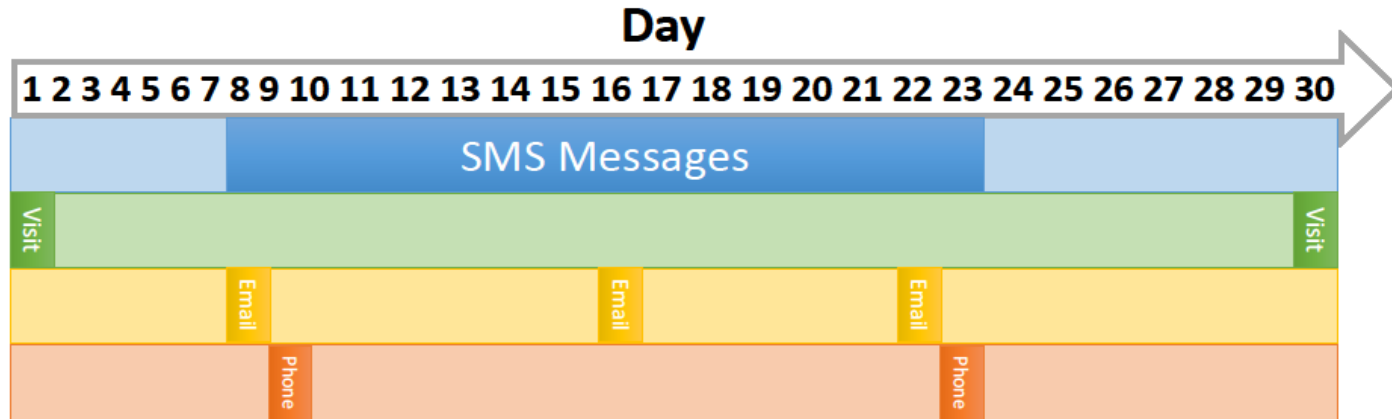 Day
1 2 3 4 5 6 7 8 9 10 11 12 13 14 15 16 17 18 19 20 21 22 23 24 25 26 27 28 29 30
SMS Messages
Visit Visit
Email Email Email
Phone Phone